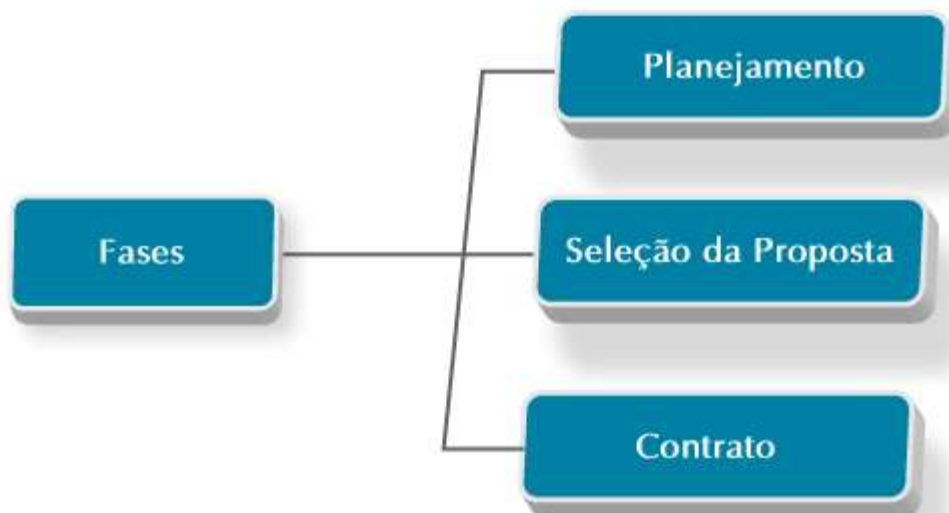 Fases
Planejamento
Seleção da Proposta
Contrato